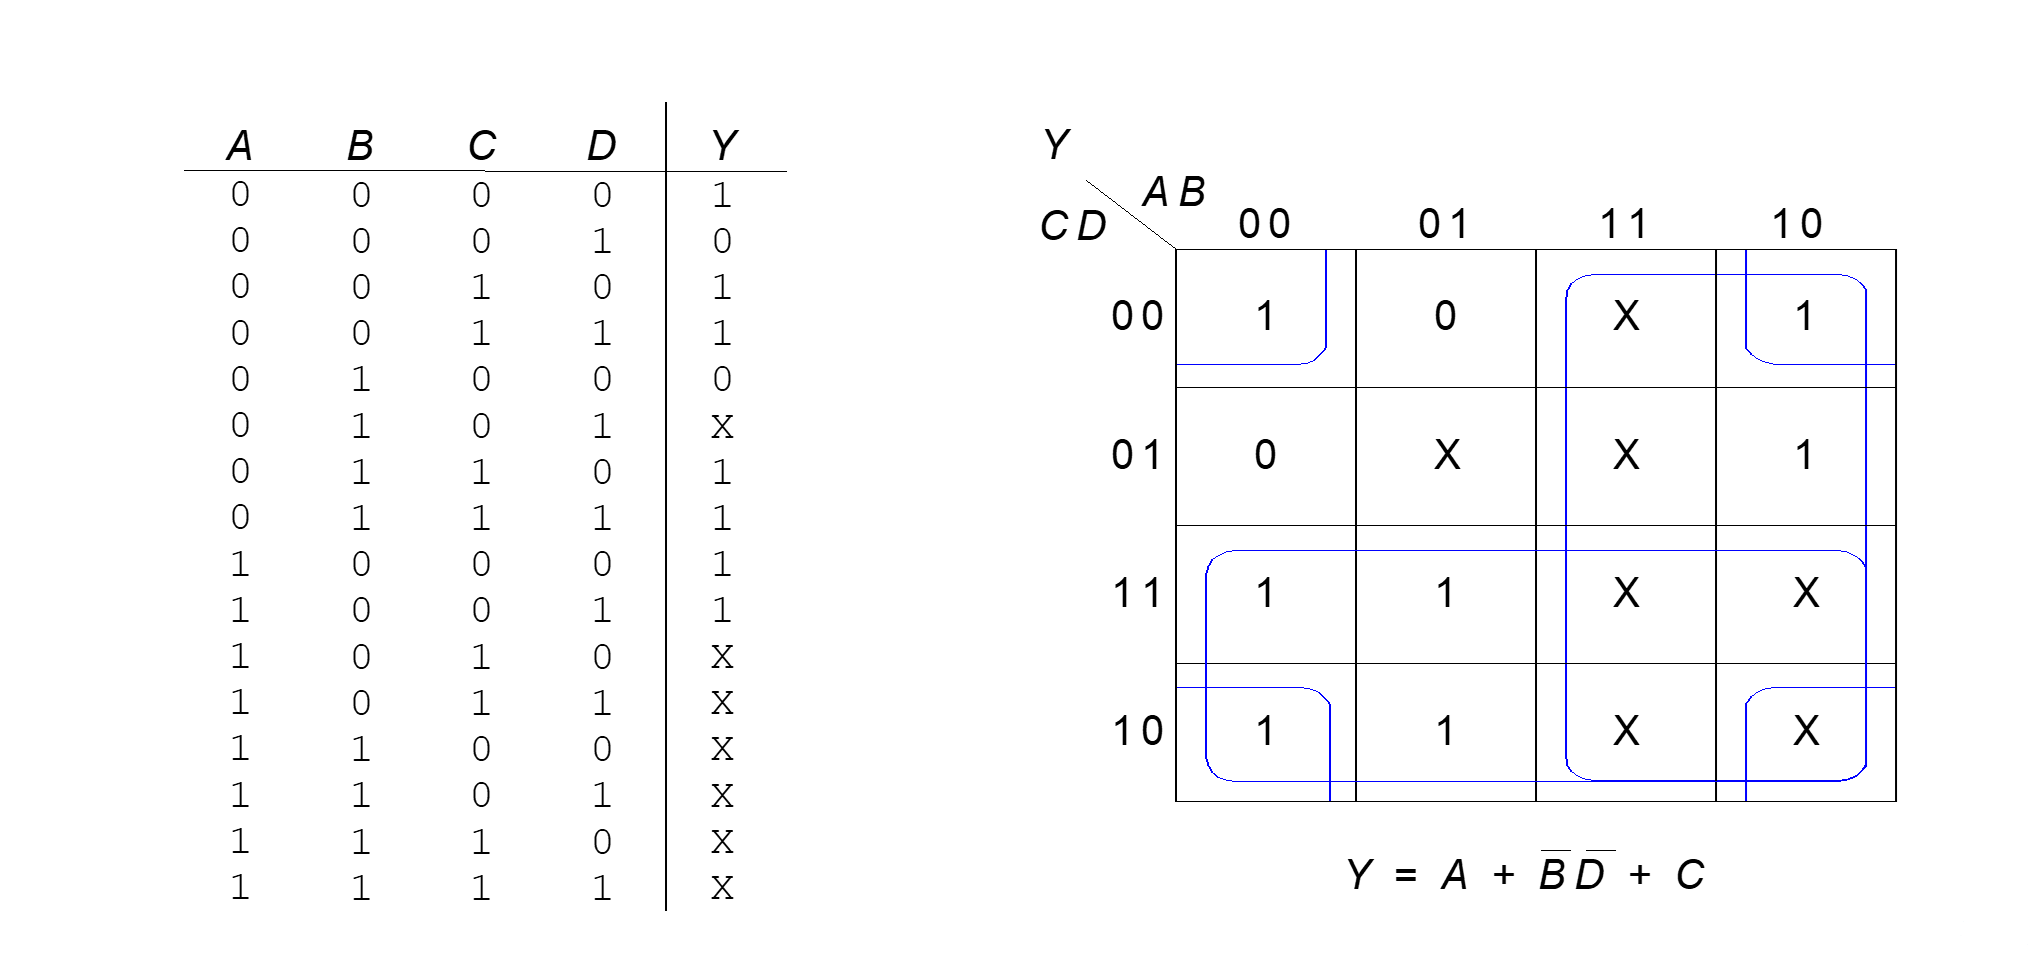 A B C D Y
0 0 0 0 1
0 0 0 1 0
0 0 1 0 1
0 0 1 1 1
0 1 0 0 0
0 1 0 1 X
0 1 1 0 1
0 1 1 1 1
1 0 0 0 1
1 0 0 1 1
1 0 1 0 X
1 0 1 1 X
1 1 0 0 X
1 1 0 1 X
1 1 1 0 X
1 1 1 1 X
Y
AB
CD 00 01 11 10
00 1 0 X 1
01 0 X X 1
11 1 1 X X
10 1 1 X X
Y = A + B̅D̅ + C